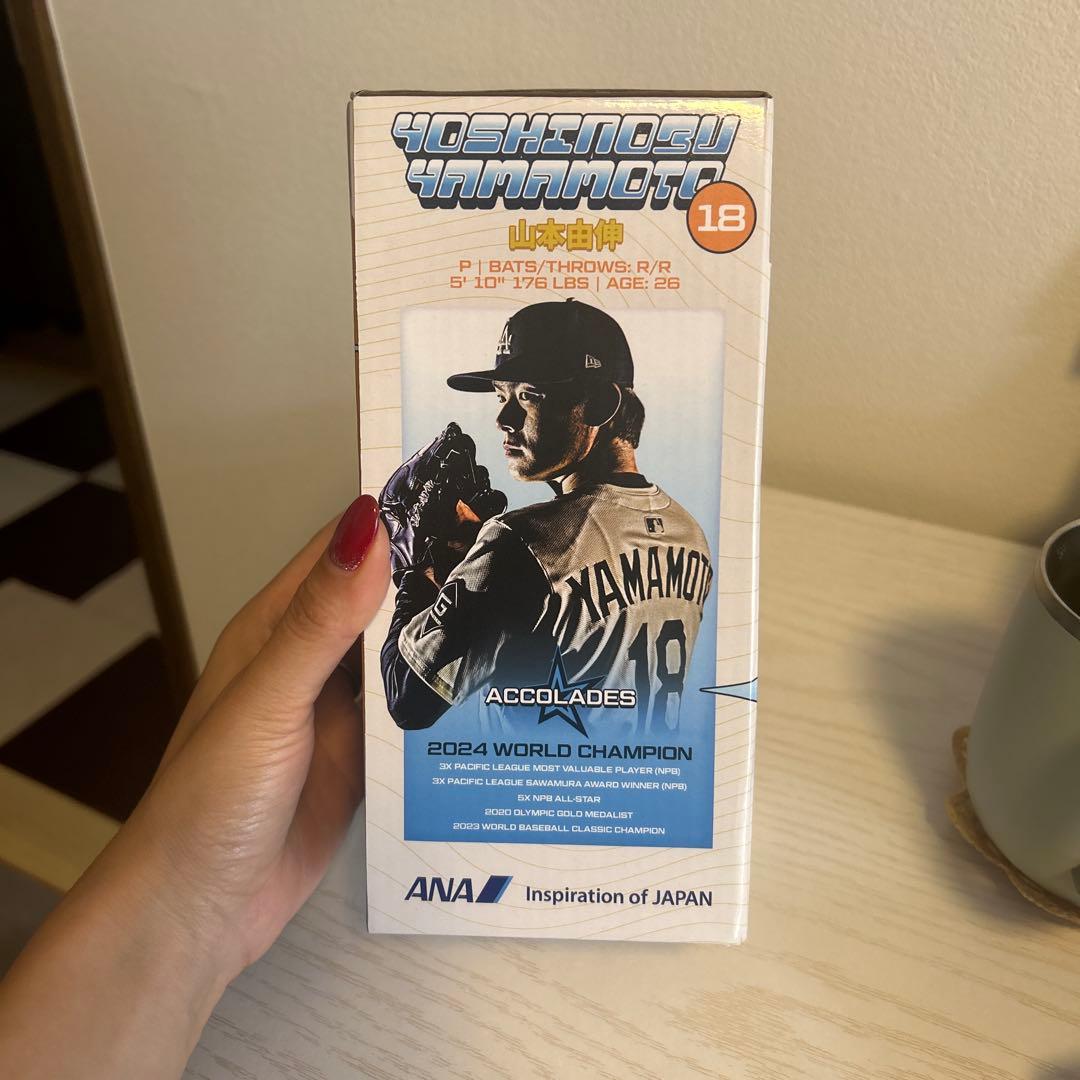 YOSHINOBU
YAMAMOTO
18
山本由伸
P | BATS/THROWS: R/R
5' 10" 176 LBS | AGE: 26
LA
YAMAMOTO
18
ACCOLADES
2024 WORLD CHAMPION
3X PACIFIC LEAGUE MOST VALUABLE PLAYER (NPB)
3X PACIFIC LEAGUE SAWAMURA AWARD WINNER (NPB)
5X NPB ALL-STAR
2020 OLYMPIC GOLD MEDALIST
2023 WORLD BASEBALL CLASSIC CHAMPION
ANA Inspiration of JAPAN